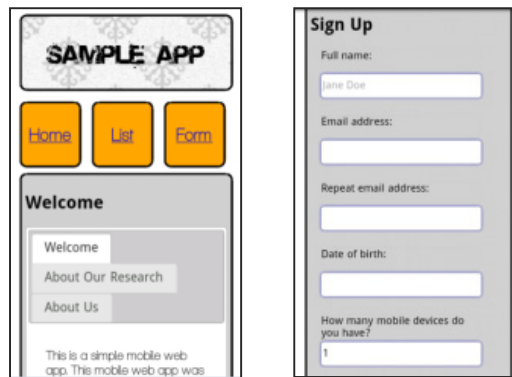 SAMPLE APP
Home List Form
Welcome
Welcome
About Our Research
About Us
This is a simple mobile web
app. This mobile web app was
Sign Up
Full name:
Jane Doe
Email address:
Repeat email address:
Date of birth:
How many mobile devices do
you have?
1